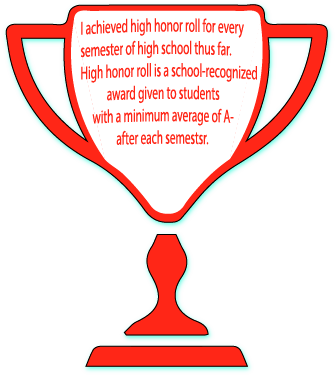 I achieved high honor roll for every
semester of high school thus far.
High honor roll is a school-recognized
award given to students
with a minimum average of A-
after each semestsr.